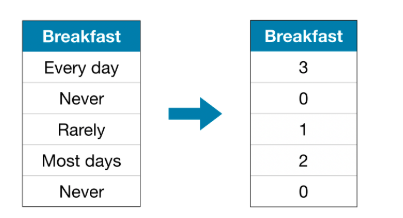 Breakfast
Every day
Never
Rarely
Most days
Never
Breakfast
3
0
1
2
0